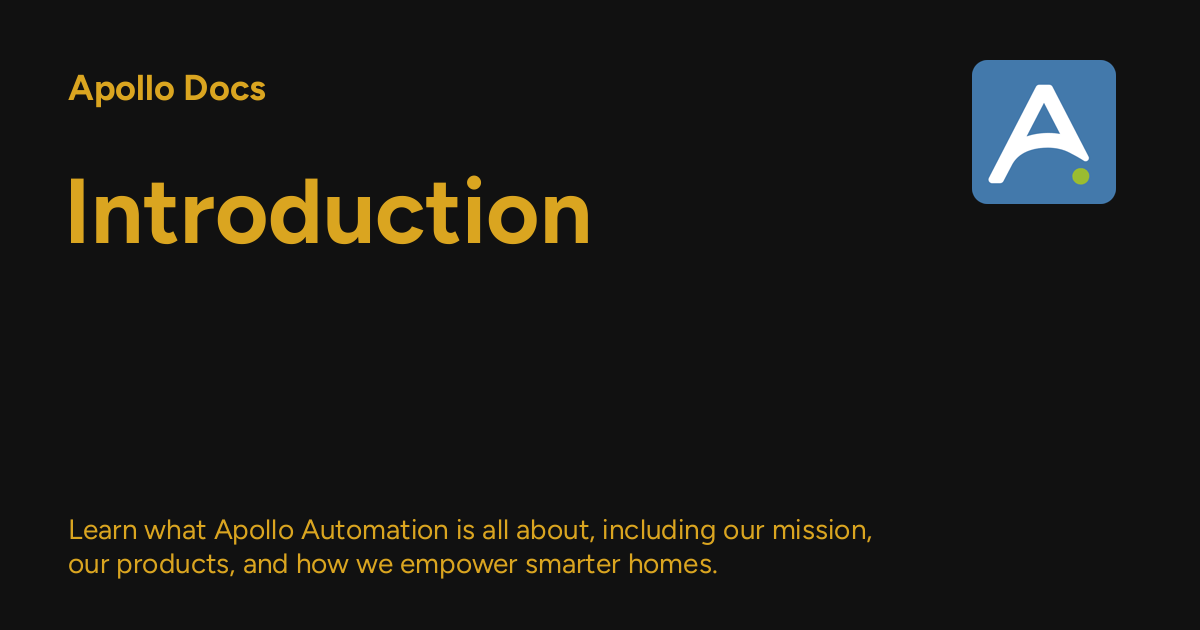 Apollo Docs
Introduction
Learn what Apollo Automation is all about, including our mission,
our products, and how we empower smarter homes.